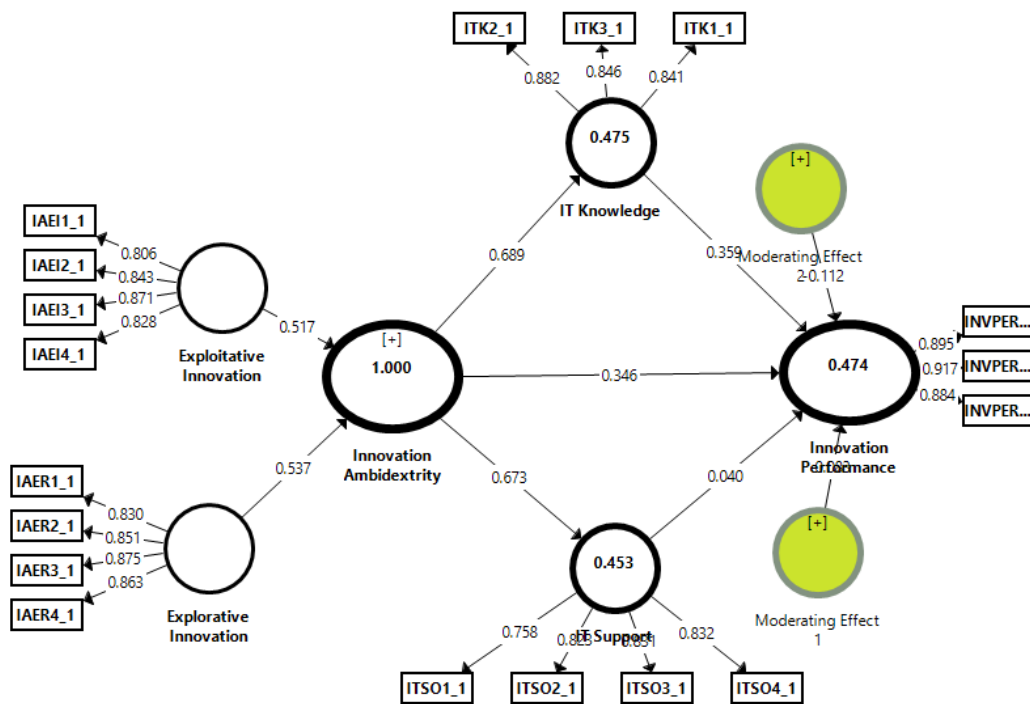 ITK2_1
ITK3_1
ITK1_1
0.882
0.846
0.841
0.475
IT Knowledge
[+]
Moderating Effect
2
-0.112
0.689
0.359
IAEI1_1
IAEI2_1
IAEI3_1
IAEI4_1
0.806
0.843
0.871
0.828
Exploitative
Innovation
0.517
[+]
1.000
Innovation
Ambidextrity
0.346
0.474
Innovation
Performance
0.895
0.917
0.884
INVPER...
INVPER...
INVPER...
0.537
0.673
0.040
IAER1_1
IAER2_1
IAER3_1
IAER4_1
0.830
0.851
0.875
0.863
Explorative
Innovation
0.453
IT Support
[+]
Moderating Effect
1
0.758
0.832
ITSO1_1
ITSO2_1
ITSO3_1
ITSO4_1